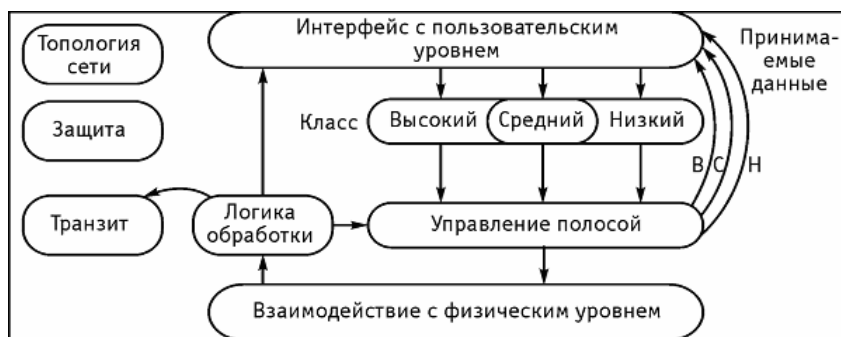 Интерфейс с пользовательским
уровнем
Топология
сети
Принима-
емые
данные
Защита
Класс
Высокий
Средний
Низкий
В
С
Н
Транзит
Логика
обработки
Управление полосой
Взаимодействие с физическим уровнем